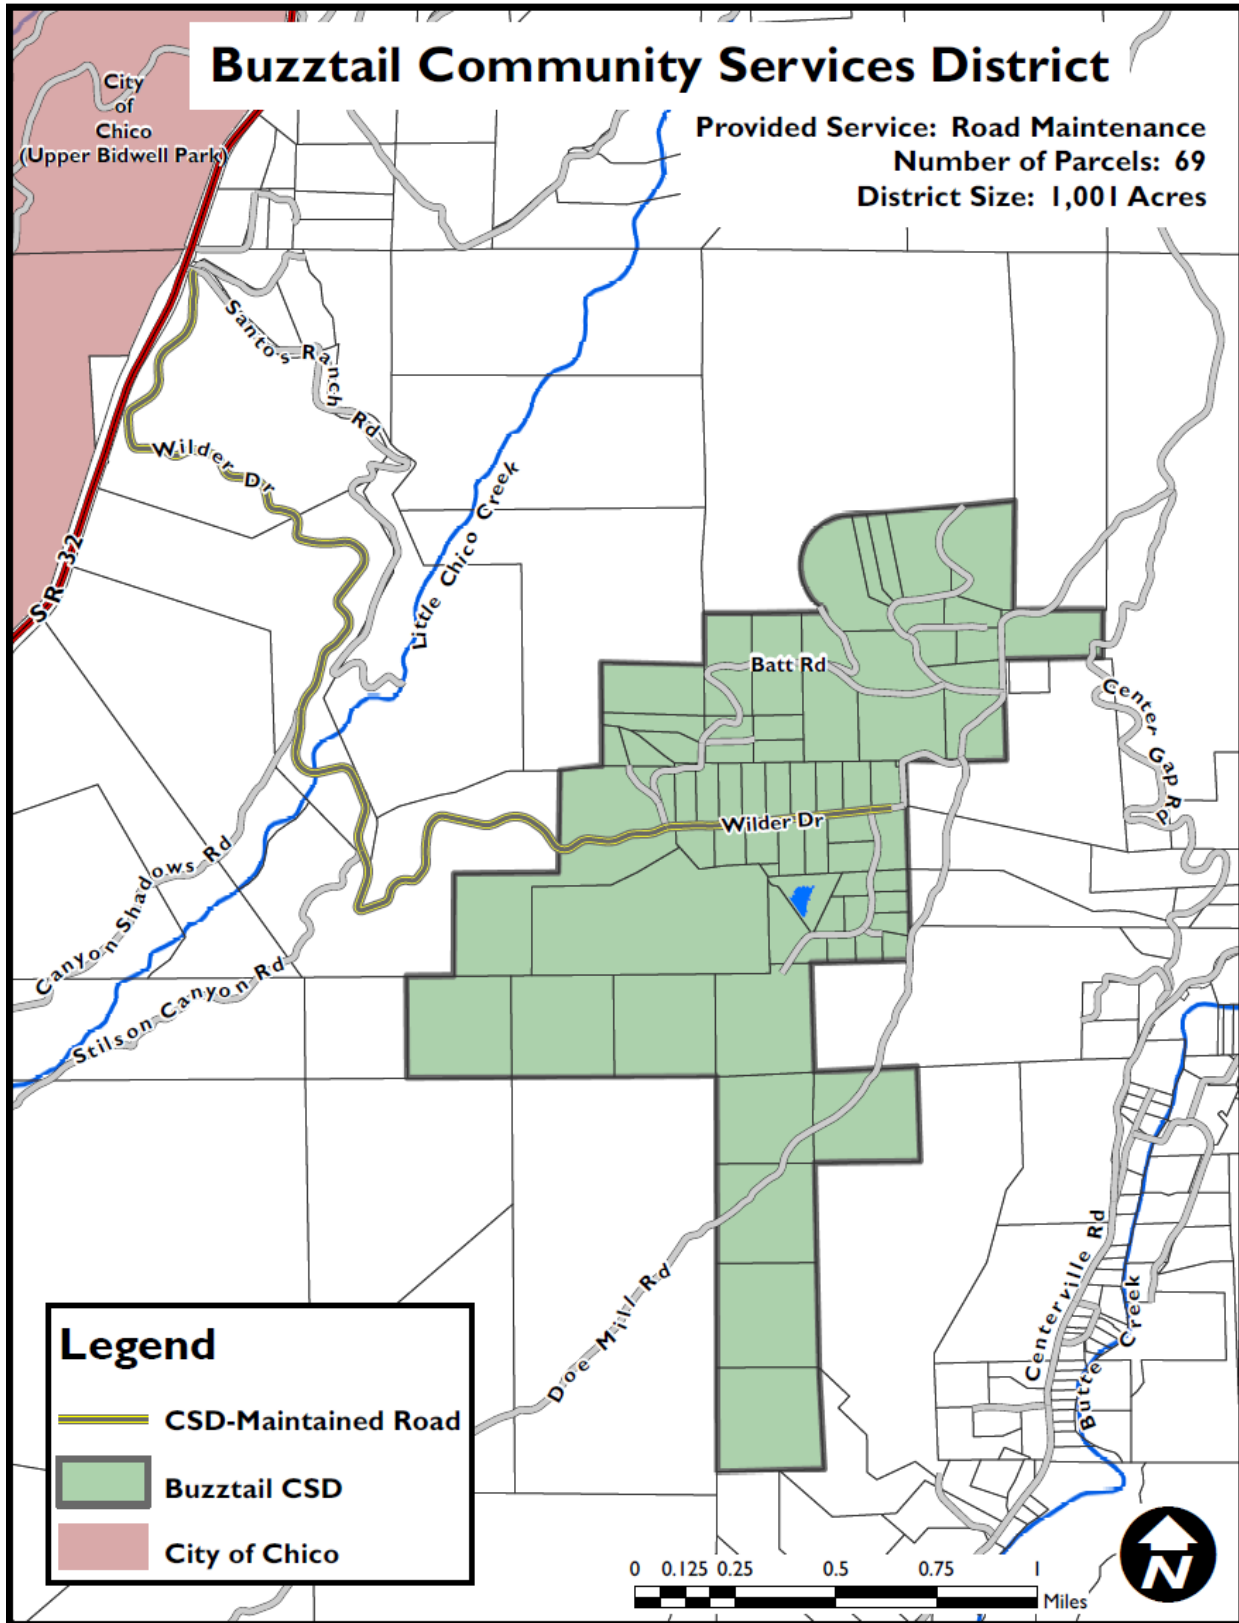 Buzztail Community Services District
Provided Service: Road Maintenance
Number of Parcels: 69
District Size: 1,001 Acres
City
of
Chico
(Upper Bidwell Park)
Santos Ranch Rd
Wilder Dr
SR 32
Little Chico Creek
Batt Rd
Center Gap Rd
Wilder Dr
Canyon Shadows Rd
Stilson Canyon Rd
Doe Mill Rd
Centerville Rd
Butte Creek
Legend
CSD-Maintained Road
Buzztail CSD
City of Chico
0 0.125 0.25 0.5 0.75 1
Miles
N